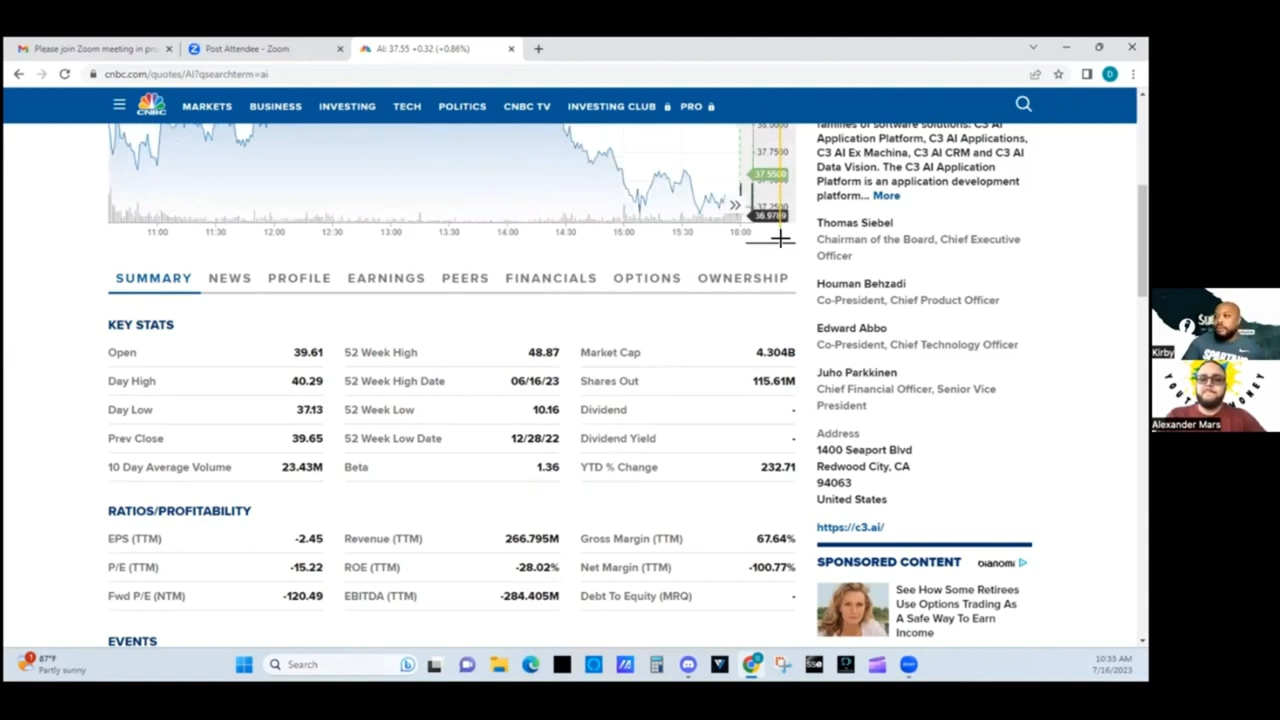 Please join Zoom meeting in pro
Post Attendee - Zoom
AI: 37.55 +0.32 (+0.86%)
cnbc.com/quotes/AI?qsearchterm=ai
CNBC
MARKETS BUSINESS INVESTING TECH POLITICS CNBC TV INVESTING CLUB PRO
38.0000
37.7500
37.5500
37.2500
36.9789
11:00 11:30 12:00 12:30 13:00 13:30 14:00 14:30 15:00 15:30 16:00
SUMMARY NEWS PROFILE EARNINGS PEERS FINANCIALS OPTIONS OWNERSHIP
KEY STATS
Open 39.61 52 Week High 48.87 Market Cap 4.304B
Day High 40.29 52 Week High Date 06/16/23 Shares Out 115.61M
Day Low 37.13 52 Week Low 10.16 Dividend -
Prev Close 39.65 52 Week Low Date 12/28/22 Dividend Yield -
10 Day Average Volume 23.43M Beta 1.36 YTD % Change 232.71
RATIOS/PROFITABILITY
EPS (TTM) -2.45 Revenue (TTM) 266.795M Gross Margin (TTM) 67.64%
P/E (TTM) -15.22 ROE (TTM) -28.02% Net Margin (TTM) -100.77%
Fwd P/E (NTM) -120.49 EBITDA (TTM) -284.405M Debt To Equity (MRQ) -
EVENTS
families of software solutions: C3 AI
Application Platform, C3 AI Applications,
C3 AI Ex Machina, C3 AI CRM and C3 AI
Data Vision. The C3 AI Application
Platform is an application development
platform... More
Thomas Siebel
Chairman of the Board, Chief Executive
Officer
Houman Behzadi
Co-President, Chief Product Officer
Edward Abbo
Co-President, Chief Technology Officer
Juho Parkkinen
Chief Financial Officer, Senior Vice
President
Address
1400 Seaport Blvd
Redwood City, CA
94063
United States
https://c3.ai/
SPONSORED CONTENT dianomi
See How Some Retirees
Use Options Trading As
A Safe Way To Earn
Income
Kirby
Alexander Mars
87°F
Partly sunny
Search
10:35 AM
7/16/2023